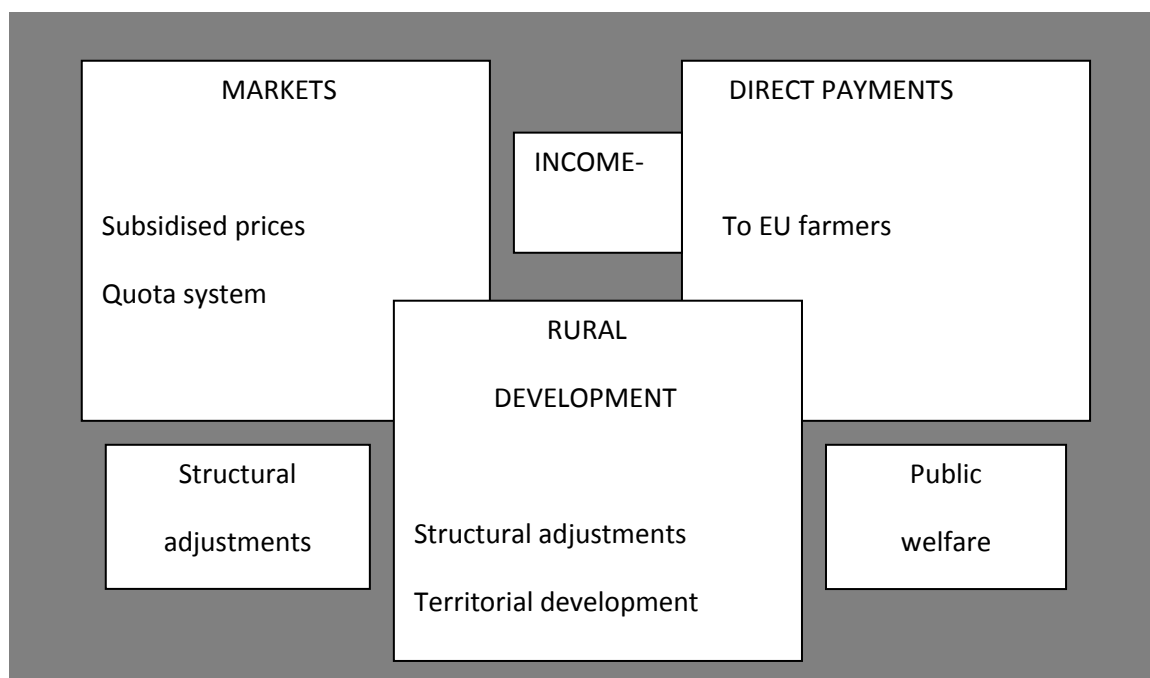 MARKETS
Subsidised prices
Quota system
INCOME-
DIRECT PAYMENTS
To EU farmers
RURAL
DEVELOPMENT
Structural adjustments
Territorial development
Structural
adjustments
Public
welfare